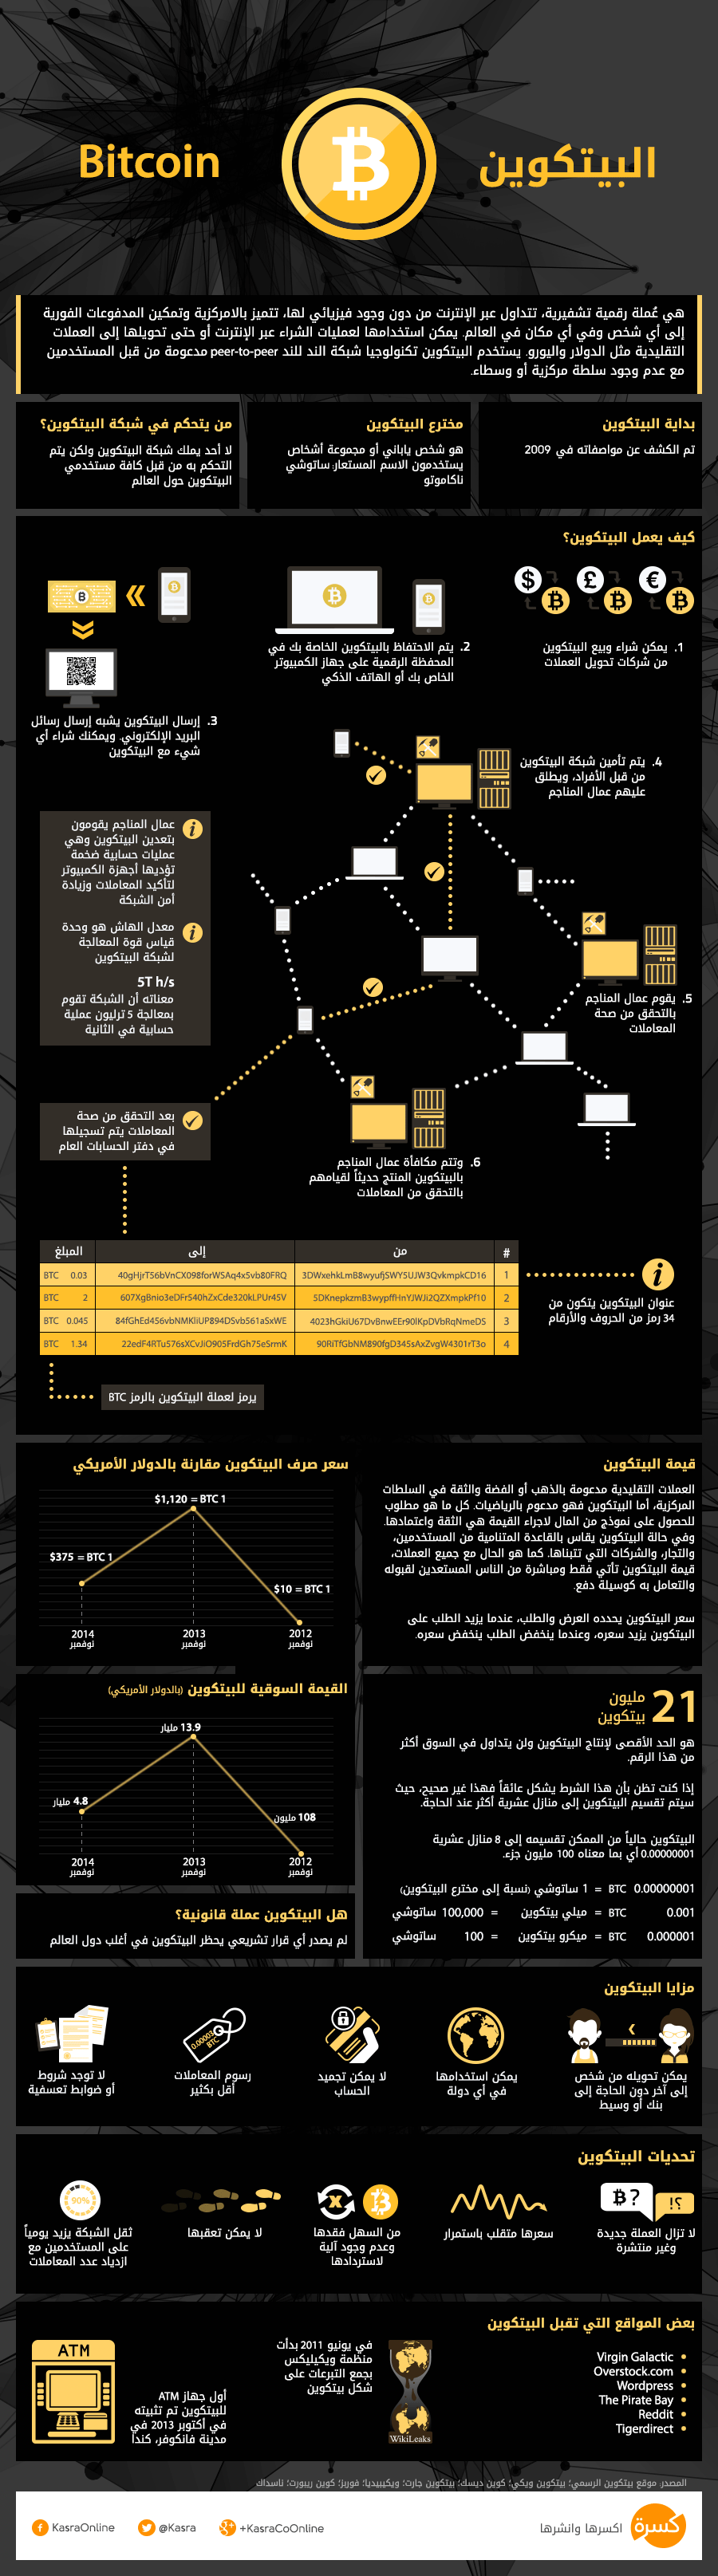 البيتكوين
Bitcoin
هي عُملة رقمية تشفيرية، تتداول عبر الإنترنت من دون وجود فيزيائي لها، تتميز بالامركزية وتمكين المدفوعات الفورية
إلى أي شخص وفي أي مكان في العالم. يمكن استخدامها لعمليات الشراء عبر الإنترنت أو حتى تحويلها إلى العملات
التقليدية مثل الدولار واليورو. يستخدم البيتكوين تكنولوجيا شبكة الند للند peer-to-peer مدعومة من قبل المستخدمين
مع عدم وجود سلطة مركزية أو وسطاء.
بداية البيتكوين
تم الكشف عن مواصفاته في 2009
مخترع البيتكوين
هو شخص ياباني أو مجموعة أشخاص
يستخدمون الاسم المستعار: ساتوشي
ناكاموتو
من يتحكم في شبكة البيتكوين؟
لا أحد يملك شبكة البيتكوين ولكن يتم
التحكم به من قبل كافة مستخدمي
البيتكوين حول العالم
كيف يعمل البيتكوين؟
1. يمكن شراء وبيع البيتكوين
من شركات تحويل العملات
2. يتم الاحتفاظ بالبيتكوين الخاصة بك في
المحفظة الرقمية على جهاز الكمبيوتر
الخاص بك أو الهاتف الذكي
3. إرسال البيتكوين يشبه إرسال رسائل
البريد الإلكتروني. ويمكنك شراء أي
شيء مع البيتكوين
4. يتم تأمين شبكة البيتكوين
من قبل الأفراد، ويطلق
عليهم عمال المناجم
عمال المناجم يقومون
بتعدين البيتكوين وهي
عمليات حسابية ضخمة
تؤديها أجهزة الكمبيوتر
لتأكيد المعاملات وزيادة
أمن الشبكة
معدل الهاش هو وحدة
قياس قوة المعالجة
لشبكة البيتكوين
5T h/s
معناته أن الشبكة تقوم
بمعالجة 5 ترليون عملية
حسابية في الثانية
5. يقوم عمال المناجم
بالتحقق من صحة
المعاملات
بعد التحقق من صحة
المعاملات يتم تسجيلها
في دفتر الحسابات العام
6. وتتم مكافأة عمال المناجم
بالبيتكوين المنتج حديثاً لقيامهم
بالتحقق من المعاملات
# من إلى المبلغ
1 3DWxehkLmB8wyufjSWY5UJW3QvkmpkCD16 40gHjrT56bVnCX098forWSAq4x5vb80FRQ 0.03 BTC
2 5DKnepkzmB3wypffHnYJWJi2QZXmpkPf10 607XgBnio3eDFr540hZxCde320kLPUr45V 2 BTC
3 4023hGkiU67DvBnwEEr90lKpDVbRqNmeDS 84fGhEd456vbNMKliUP894DSvb561aSxWE 0.045 BTC
4 90RiTfGbNM890fgD345sAxZvgW4301rT3o 22edF4RTu576sXCvJiO905FrdGh75eSrmK 1.34 BTC
عنوان البيتكوين يتكون من
34 رمز من الحروف والأرقام
يرمز لعملة البيتكوين بالرمز BTC
قيمة البيتكوين
العملات التقليدية مدعومة بالذهب أو الفضة والثقة في السلطات
المركزية، أما البيتكوين فهو مدعوم بالرياضيات. كل ما هو مطلوب
للحصول على نموذج من المال لاجراء القيمة هي الثقة واعتمادها.
وفي حالة البيتكوين يقاس بالقاعدة المتنامية من المستخدمين،
والتجار، والشركات التي تتبناها. كما هو الحال مع جميع العملات،
قيمة البيتكوين تأتي فقط ومباشرة من الناس المستعدين لقبوله
والتعامل به كوسيلة دفع.
سعر البيتكوين يحدده العرض والطلب، عندما يزيد الطلب على
البيتكوين يزيد سعره، وعندما ينخفض الطلب ينخفض سعره.
سعر صرف البيتكوين مقارنة بالدولار الأمريكي
$1,120 = BTC 1
$375 = BTC 1
$10 = BTC 1
2014 2013 2012
نوفمبر نوفمبر نوفمبر
21 مليون
بيتكوين
هو الحد الأقصى لإنتاج البيتكوين ولن يتداول في السوق أكثر
من هذا الرقم.
إذا كنت تظن بأن هذا الشرط يشكل عائقاً فهذا غير صحيح، حيث
سيتم تقسيم البيتكوين إلى منازل عشرية أكثر عند الحاجة.
البيتكوين حالياً من الممكن تقسيمه إلى 8 منازل عشرية
0.00000001 أي بما معناه 100 مليون جزء.
0.00000001 BTC = 1 ساتوشي (نسبة إلى مخترع البيتكوين)
0.001 BTC = ميلي بيتكوين = 100,000 ساتوشي
0.000001 BTC = ميكرو بيتكوين = 100 ساتوشي
القيمة السوقية للبيتكوين (بالدولار الأمريكي)
13.9 مليار
4.8 مليار
108 مليون
2014 2013 2012
نوفمبر نوفمبر نوفمبر
هل البيتكوين عملة قانونية؟
لم يصدر أي قرار تشريعي يحظر البيتكوين في أغلب دول العالم
مزايا البيتكوين
يمكن تحويله من شخص
إلى آخر دون الحاجة إلى
بنك أو وسيط
يمكن استخدامها
في أي دولة
لا يمكن تجميد
الحساب
0.00003
BTC
رسوم المعاملات
أقل بكثير
لا توجد شروط
أو ضوابط تعسفية
تحديات البيتكوين
؟!
?
لا تزال العملة جديدة
وغير منتشرة
سعرها متقلب باستمرار
من السهل فقدها
وعدم وجود آلية
لاستردادها
لا يمكن تعقبها
90%
ثقل الشبكة يزيد يومياً
على المستخدمين مع
ازدياد عدد المعاملات
بعض المواقع التي تقبل البيتكوين
Virgin Galactic
Overstock.com
Wordpress
The Pirate Bay
Reddit
Tigerdirect
WikiLeaks
في يونيو 2011 بدأت
منظمة ويكيليكس
بجمع التبرعات على
شكل بيتكوين
ATM
أول جهاز ATM
للبيتكوين تم تثبيته
في أكتوبر 2013 في
مدينة فانكوفر، كندا
المصدر: موقع بيتكوين الرسمي؛ بيتكوين ويكي؛ كوين ديسك؛ بيتكوين جارت؛ ويكيبيديا؛ فوربز؛ كوين ريبورت؛ ناسداك
كسرة
اكسرها وانشرها
+KasraCoOnline
@Kasra
KasraOnline